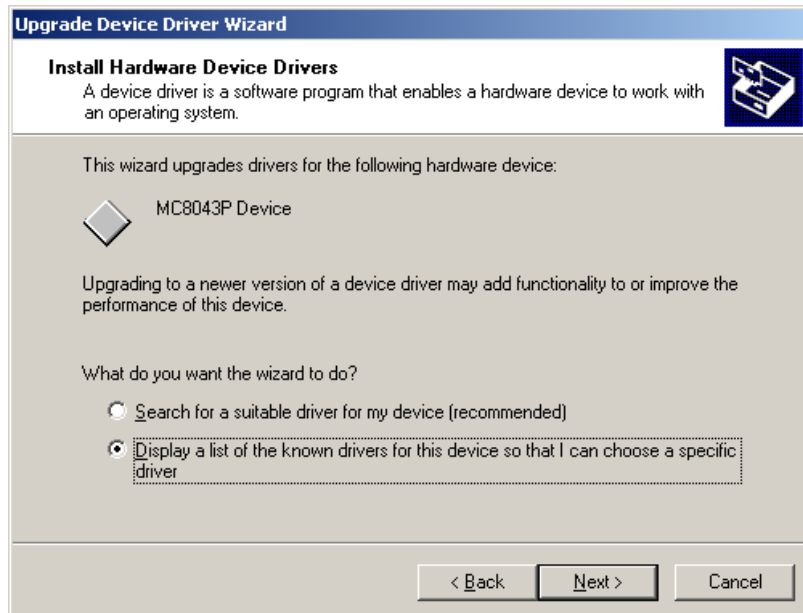 Upgrade Device Driver Wizard
Install Hardware Device Drivers
A device driver is a software program that enables a hardware device to work with
an operating system.
This wizard upgrades drivers for the following hardware device:
MC8043P Device
Upgrading to a newer version of a device driver may add functionality to or improve the
performance of this device.
What do you want the wizard to do?
Search for a suitable driver for my device (recommended)
Display a list of the known drivers for this device so that I can choose a specific
driver
< Back
Next >
Cancel